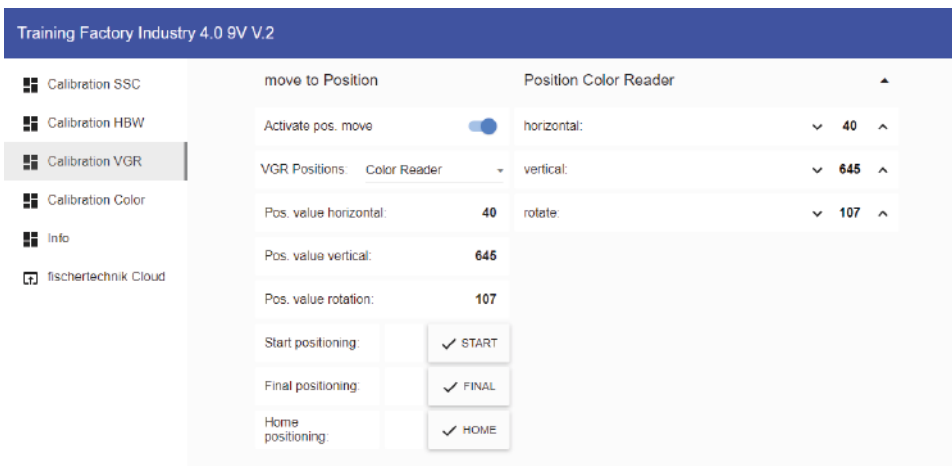 Training Factory Industry 4.0 9V V.2
Calibration SSC
Calibration HBW
Calibration VGR
Calibration Color
Info
fischertechnik Cloud
move to Position
Activate pos. move
VGR Positions: Color Reader
Pos. value horizontal: 40
Pos. value vertical: 645
Pos. value rotation: 107
Start positioning: START
Final positioning: FINAL
Home
positioning: HOME
Position Color Reader
horizontal: 40
vertical: 645
rotate: 107